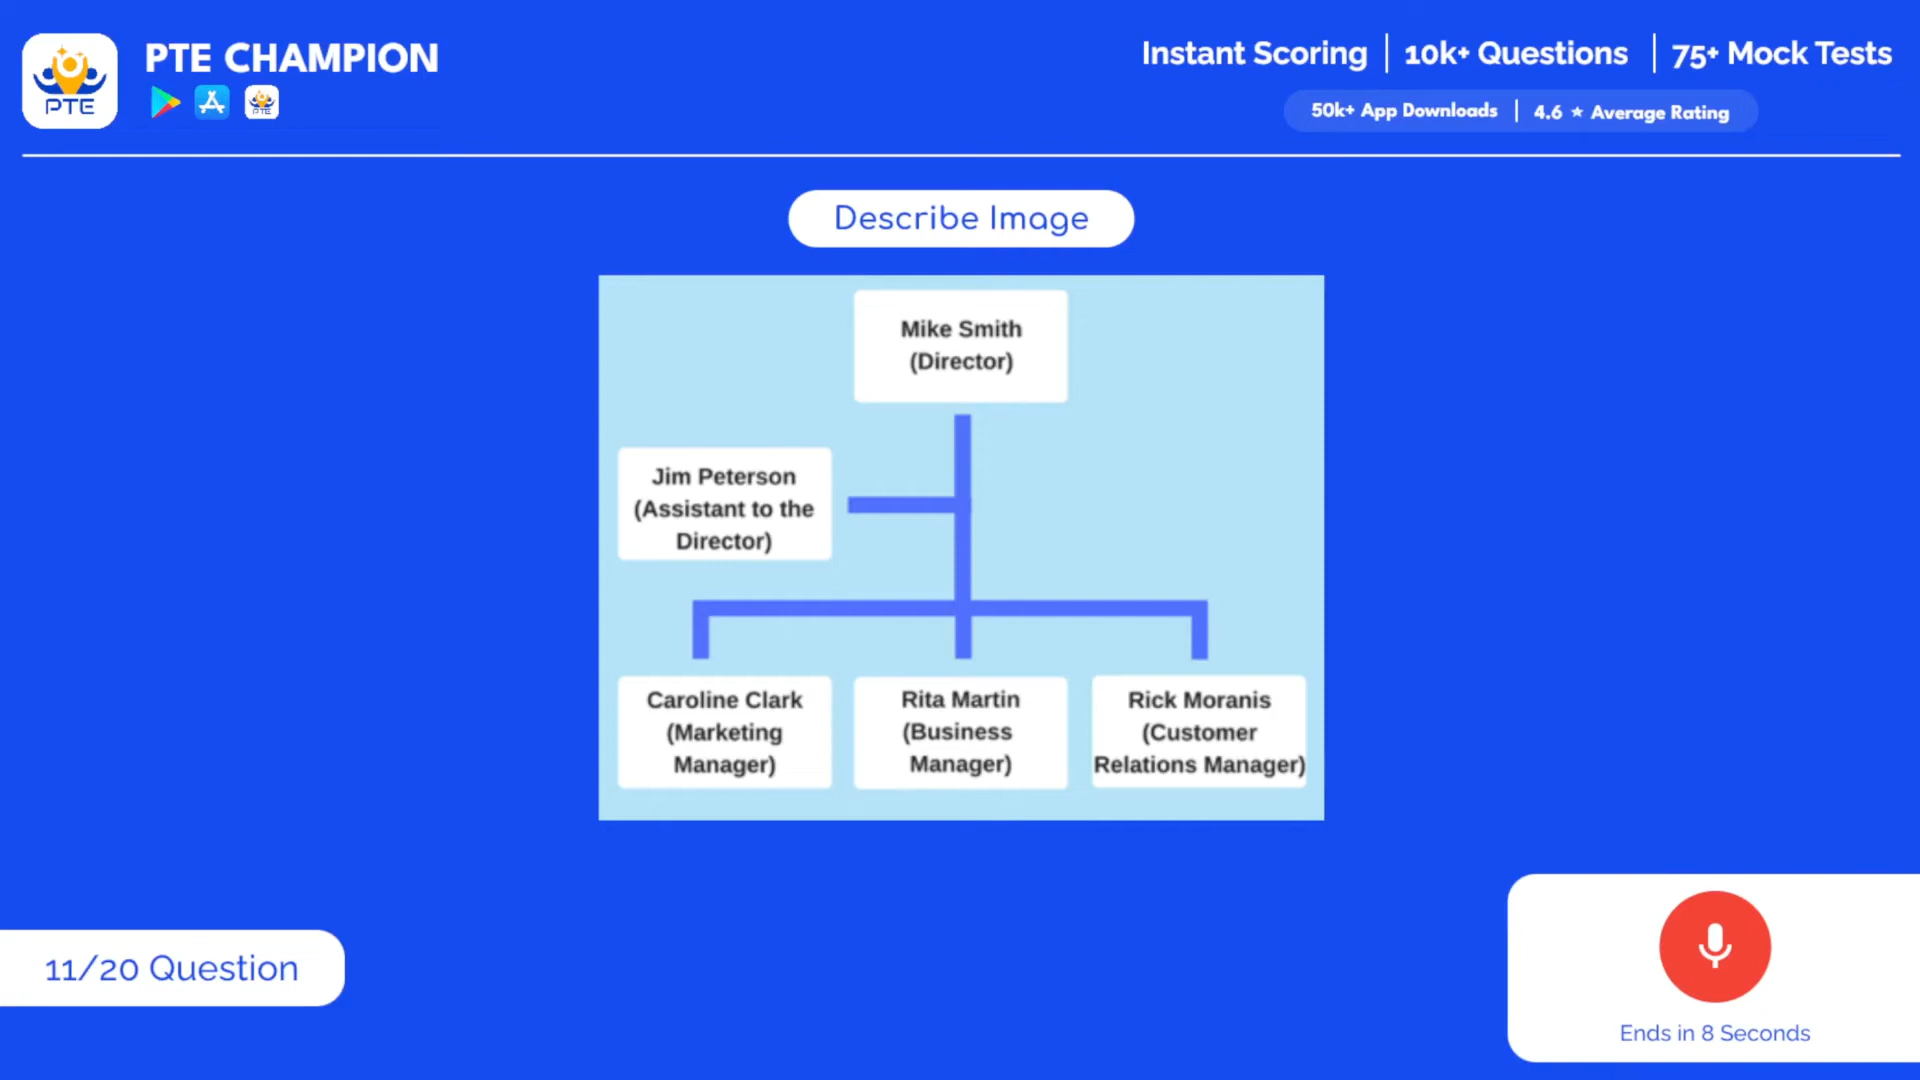 PTE
PTE CHAMPION
PTE
Instant Scoring | 10k+ Questions | 75+ Mock Tests
50k+ App Downloads | 4.6 ★ Average Rating
Describe Image
Mike Smith
(Director)
Jim Peterson
(Assistant to the
Director)
Caroline Clark
(Marketing
Manager)
Rita Martin
(Business
Manager)
Rick Moranis
(Customer
Relations Manager)
11/20 Question
Ends in 8 Seconds